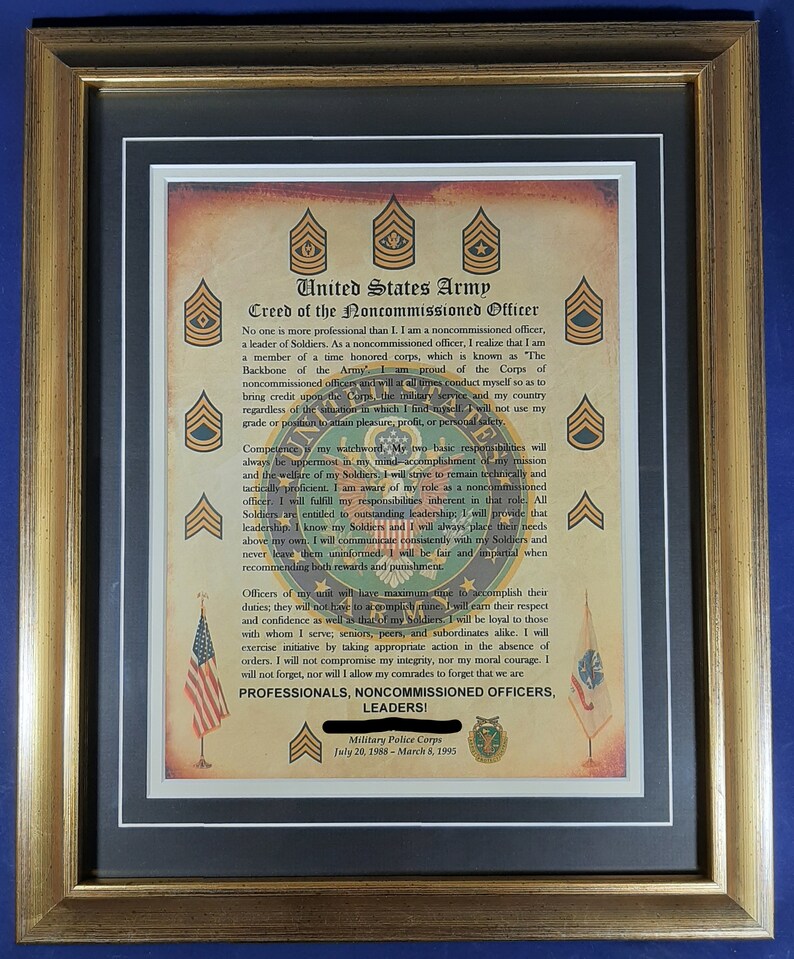 United States Army
Creed of the Noncommissioned Officer
No one is more professional than I. I am a noncommissioned officer,
a leader of Soldiers. As a noncommissioned officer, I realize that I am
a member of a time honored corps, which is known as "The
Backbone of the Army". I am proud of the Corps of
noncommissioned officers and will at all times conduct myself so as to
bring credit upon the Corps, the military service and my country
regardless of the situation in which I find myself. I will not use my
grade or position to attain pleasure, profit, or personal safety.
Competence is my watchword. My two basic responsibilities will
always be uppermost in my mind—accomplishment of my mission
and the welfare of my Soldiers. I will strive to remain technically and
tactically proficient. I am aware of my role as a noncommissioned
officer. I will fulfill my responsibilities inherent in that role. All
Soldiers are entitled to outstanding leadership; I will provide that
leadership. I know my Soldiers and I will always place their needs
above my own. I will communicate consistently with my Soldiers and
never leave them uninformed. I will be fair and impartial when
recommending both rewards and punishment.
Officers of my unit will have maximum time to accomplish their
duties; they will not have to accomplish mine. I will earn their respect
and confidence as well as that of my Soldiers. I will be loyal to those
with whom I serve; seniors, peers, and subordinates alike. I will
exercise initiative by taking appropriate action in the absence of
orders. I will not compromise my integrity, nor my moral courage. I
will not forget, nor will I allow my comrades to forget that we are
PROFESSIONALS, NONCOMMISSIONED OFFICERS,
LEADERS!
Military Police Corps
July 20, 1988 – March 8, 1995
UNITED STATES
ARMY